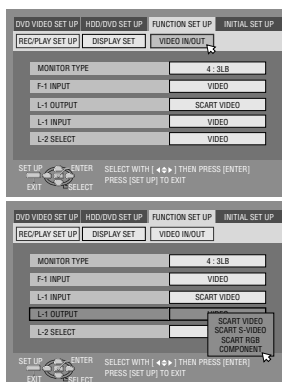 DVD VIDEO SET UP HDD/DVD SET UP FUNCTION SET UP INITIAL SET UP
REC/PLAY SET UP DISPLAY SET VIDEO IN/OUT
MONITOR TYPE 4 : 3LB
F-1 INPUT VIDEO
L-1 OUTPUT SCART VIDEO
L-1 INPUT VIDEO
L-2 SELECT VIDEO
SET UP ENTER SELECT WITH [ ] THEN PRESS [ENTER]
EXIT SELECT PRESS [SET UP] TO EXIT
DVD VIDEO SET UP HDD/DVD SET UP FUNCTION SET UP INITIAL SET UP
REC/PLAY SET UP DISPLAY SET VIDEO IN/OUT
MONITOR TYPE 4 : 3LB
F-1 INPUT VIDEO
L-1 INPUT SCART VIDEO
L-1 OUTPUT
SCART VIDEO
L-2 SELECT SCART S-VIDEO
SCART RGB
COMPONENT
SET UP ENTER SELECT WITH [ ] THEN PRESS [ENTER]
EXIT SELECT PRESS [SET UP] TO EXIT